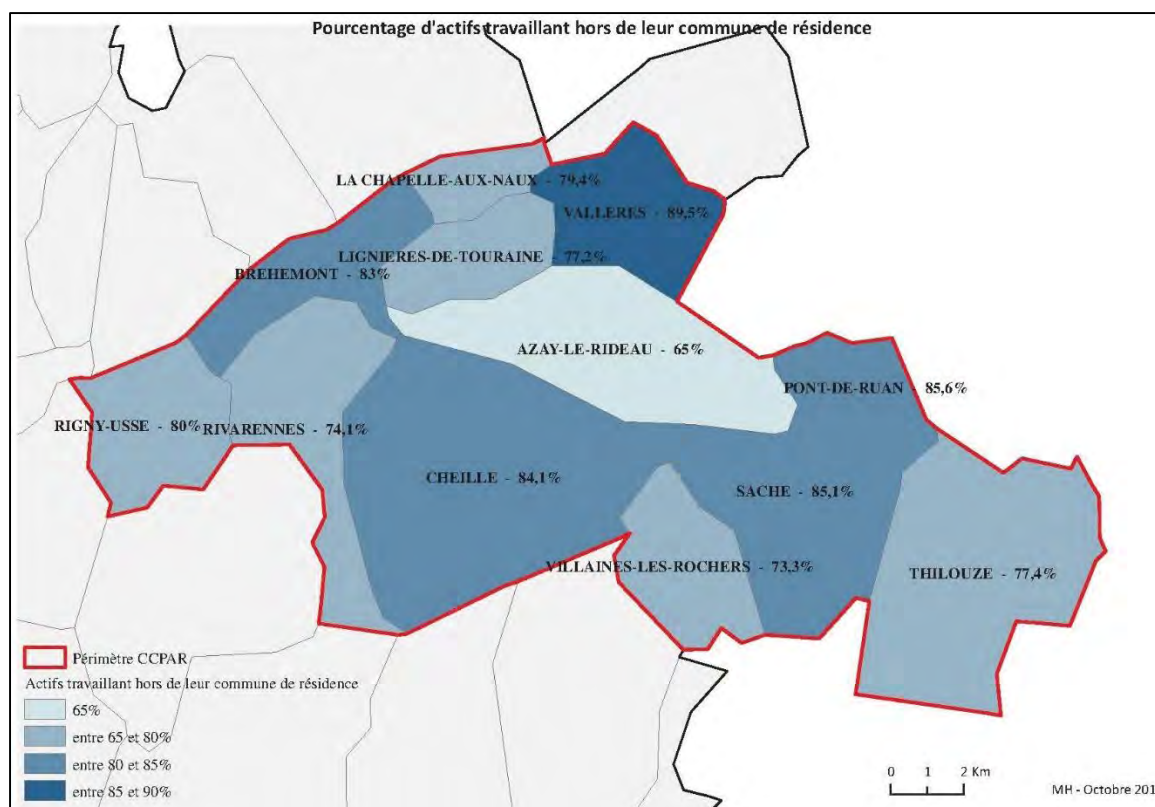 Pourcentage d'actifs travaillant hors de leur commune de résidence
LA CHAPELLE-AUX-NAUX - 79,4%
VALLERES - 89,5%
LIGNIERES-DE-TOURAINE - 77,2%
BREHEMONT - 83%
AZAY-LE-RIDEAU - 65%
PONT-DE-RUAN - 85,6%
RIGNY-USSE - 80%
RIVARENNES - 74,1%
CHEILLE - 84,1%
SACHE - 85,1%
VILLAINES-LES-ROCHERS - 73,3%
THILOUZE - 77,4%
Périmètre CCPAR
Actifs travaillant hors de leur commune de résidence
65%
entre 65 et 80%
entre 80 et 85%
entre 85 et 90%
0 1 2 Km
MH - Octobre 201